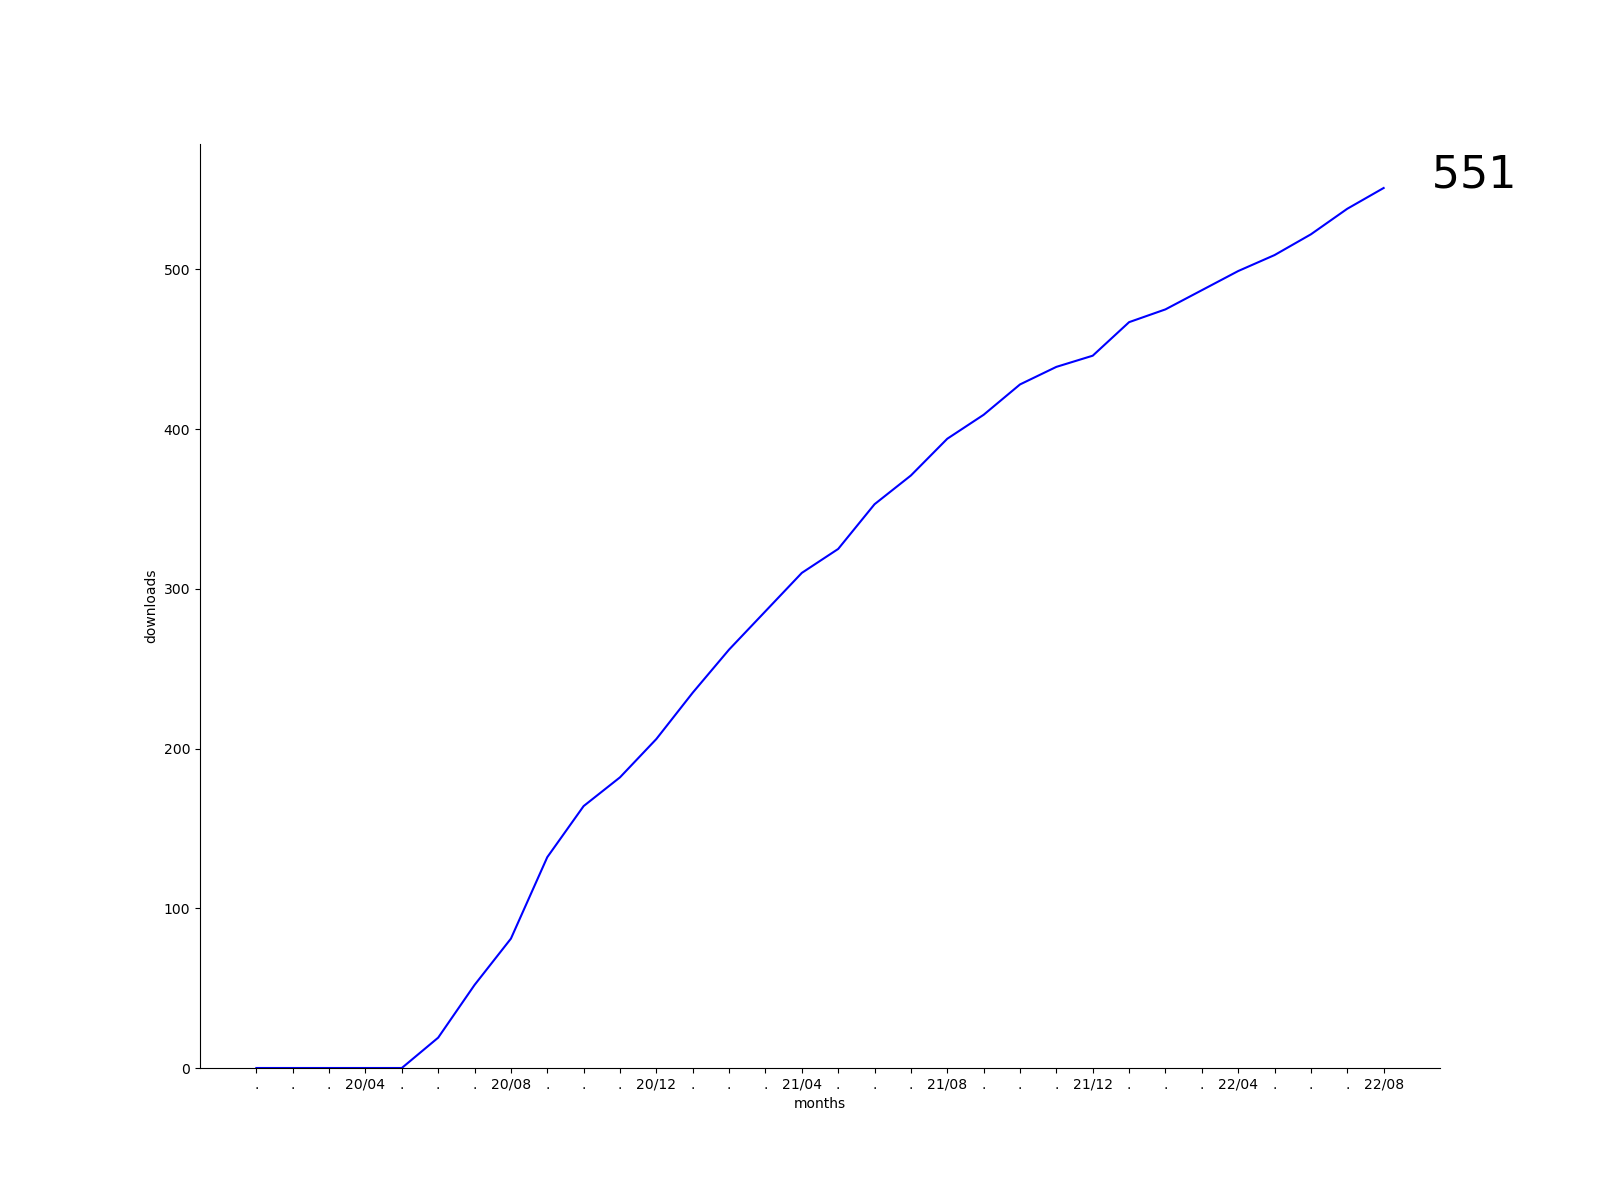 551
500
400
300
200
100
0
downloads
. . . 20/04 . . . 20/08 . . . 20/12 . . . 21/04 . . . 21/08 . . . 21/12 . . . 22/04 . . . 22/08
months